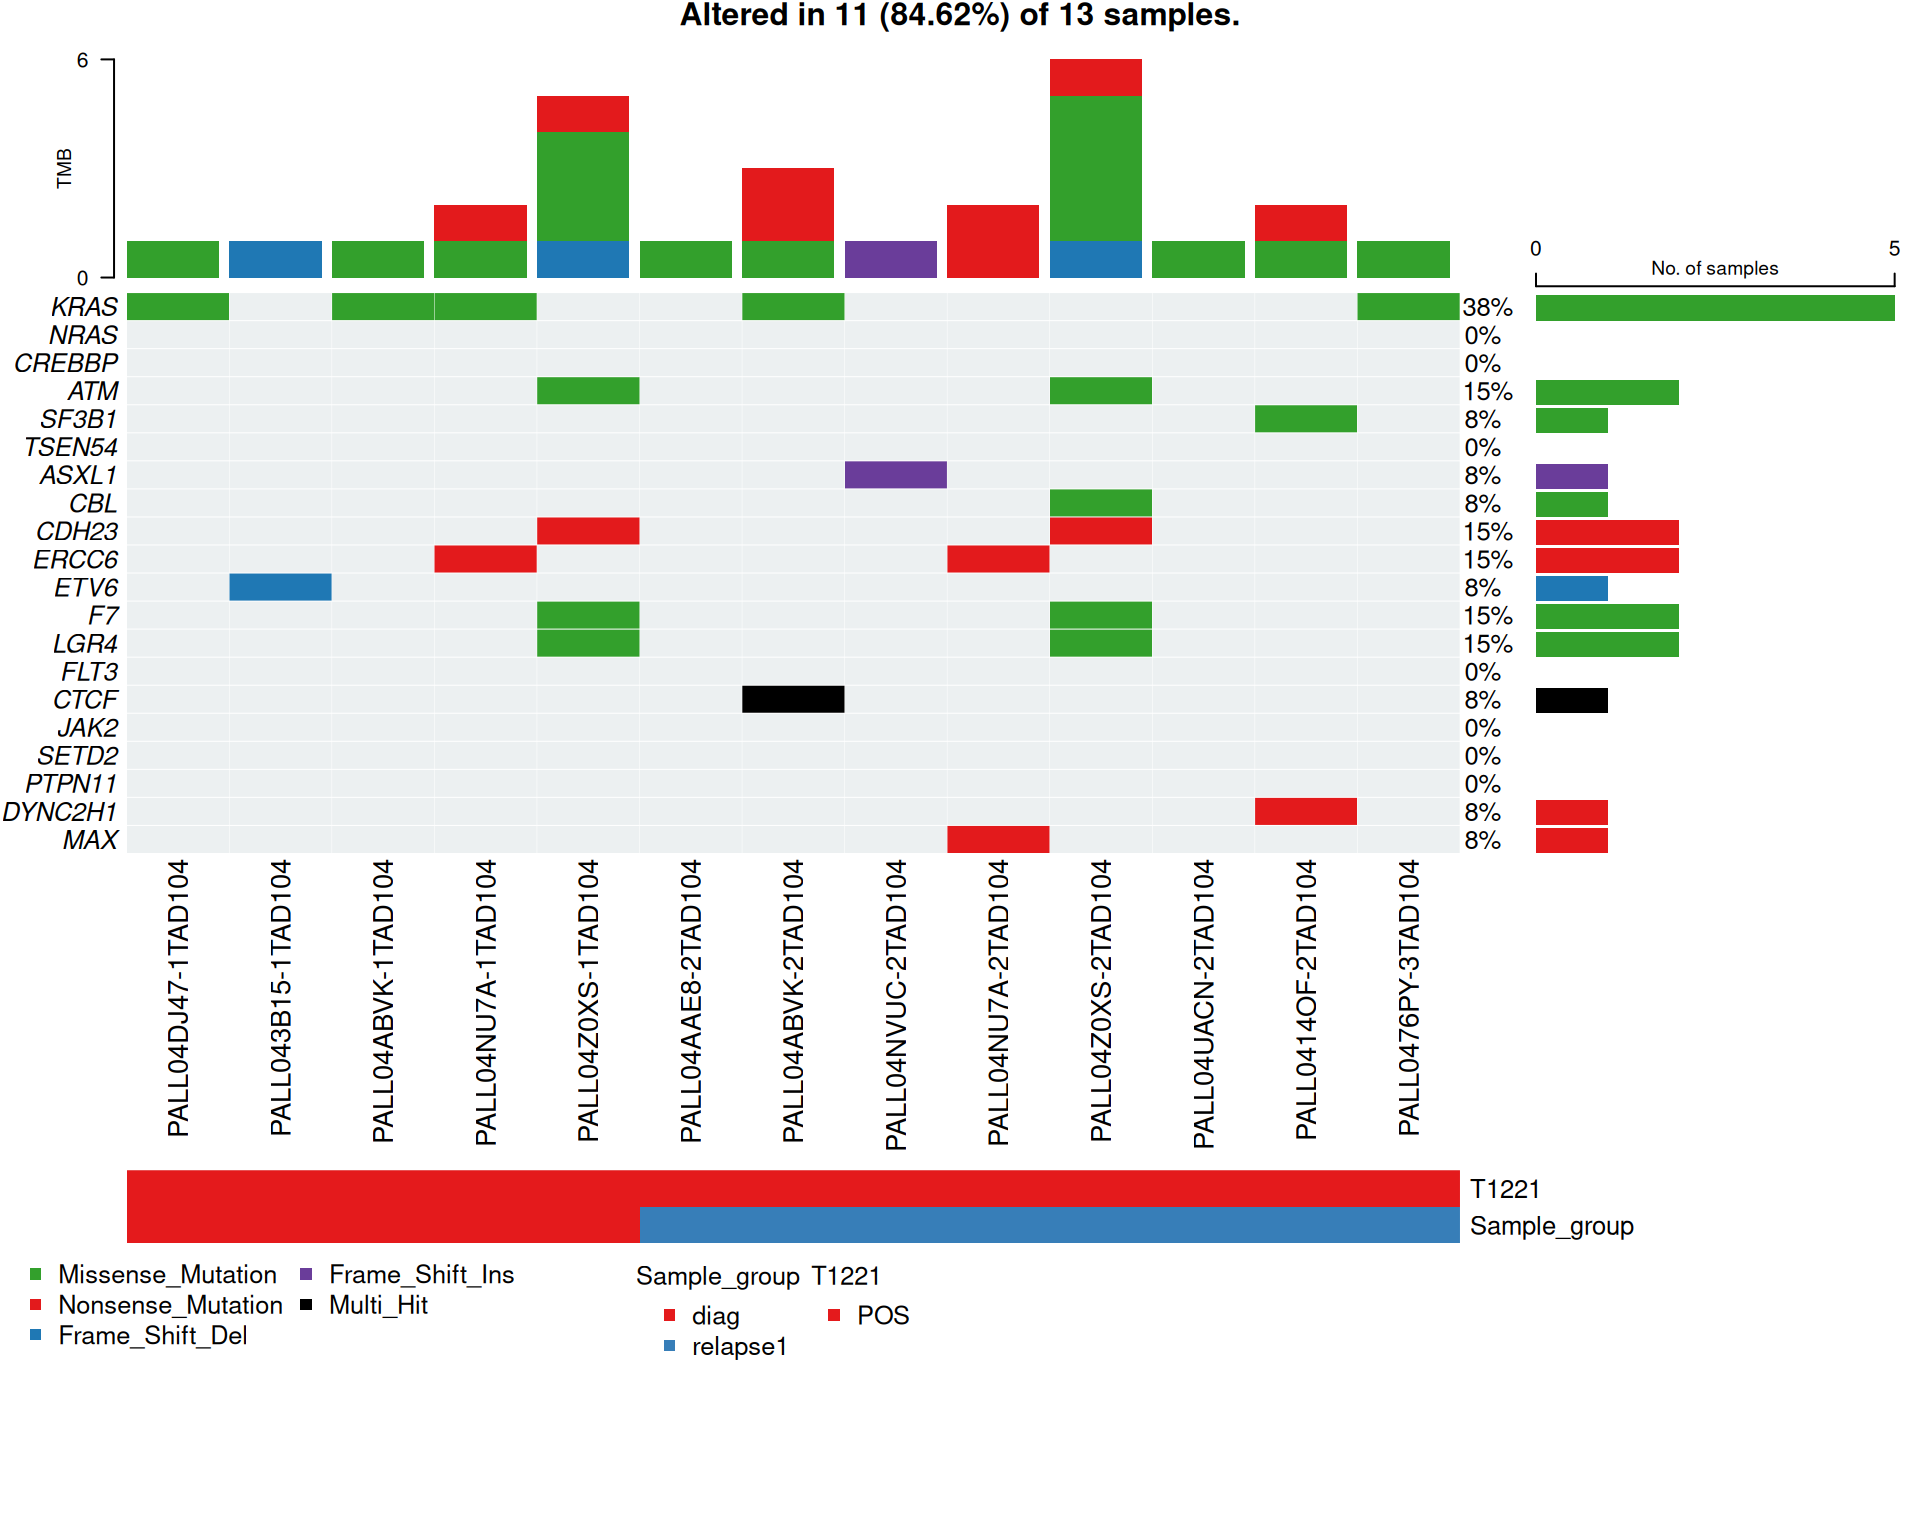 Altered in 11 (84.62%) of 13 samples.
6
TMB
0
0 5
No. of samples
KRAS 38%
NRAS 0%
CREBBP 0%
ATM 15%
SF3B1 8%
TSEN54 0%
ASXL1 8%
CBL 8%
CDH23 15%
ERCC6 15%
ETV6 8%
F7 15%
LGR4 15%
FLT3 0%
CTCF 8%
JAK2 0%
SETD2 0%
PTPN11 0%
DYNC2H1 8%
MAX 8%
PALL04DJ47-1TAD104
PALL043B15-1TAD104
PALL04ABVK-1TAD104
PALL04NU7A-1TAD104
PALL04Z0XS-1TAD104
PALL04AAE8-2TAD104
PALL04ABVK-2TAD104
PALL04NVUC-2TAD104
PALL04NU7A-2TAD104
PALL04Z0XS-2TAD104
PALL04UACN-2TAD104
PALL0414OF-2TAD104
PALL0476PY-3TAD104
T1221
Sample_group
Missense_Mutation Frame_Shift_Ins
Nonsense_Mutation Multi_Hit
Frame_Shift_Del
Sample_group T1221
diag POS
relapse1